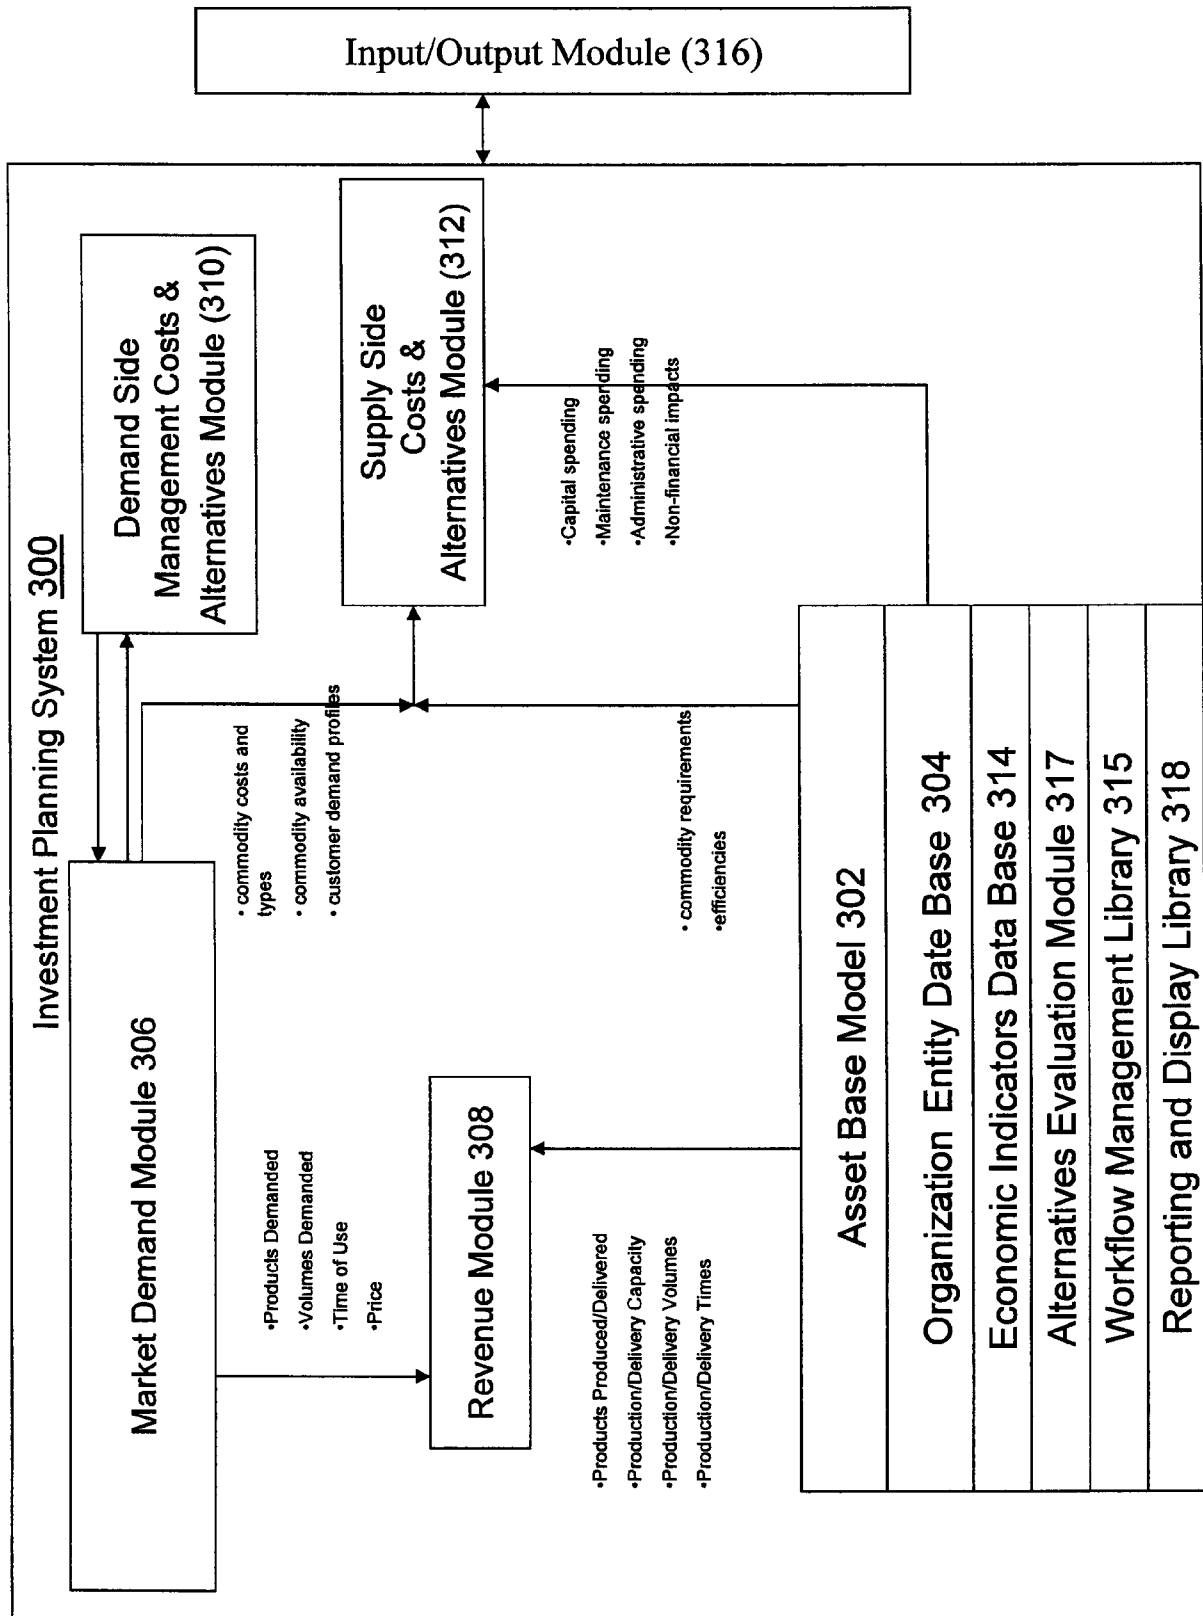 Investment Planning System 300
Market Demand Module 306
Demand Side
Management Costs &
Alternatives Module (310)
•Products Demanded
•Volumes Demanded
•Time of Use
•Price
• commodity costs and
types
• commodity availability
• customer demand profiles
Revenue Module 308
Supply Side
Costs &
Alternatives Module (312)
•Products Produced/Delivered
•Production/Delivery Capacity
•Production/Delivery Volumes
•Production/Delivery Times
• commodity requirements
•efficiencies
•Capital spending
•Maintenance spending
•Administrative spending
•Non-financial impacts
Asset Base Model 302
Organization Entity Date Base 304
Economic Indicators Data Base 314
Alternatives Evaluation Module 317
Workflow Management Library 315
Reporting and Display Library 318
Input/Output Module (316)